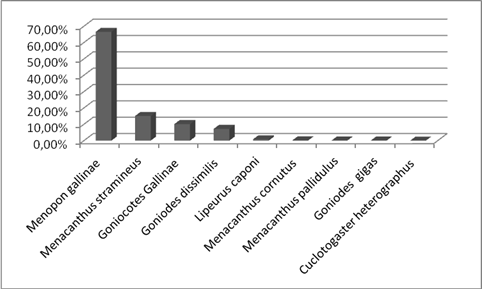 70,00%
60,00%
50,00%
40,00%
30,00%
20,00%
10,00%
0,00%
Menopon gallinae
Menacanthus stramineus
Goniocotes Gallinae
Goniodes dissimilis
Lipeurus caponi
Menacanthus cornutus
Menacanthus pallidulus
Goniodes gigas
Cuclotogaster heterographus